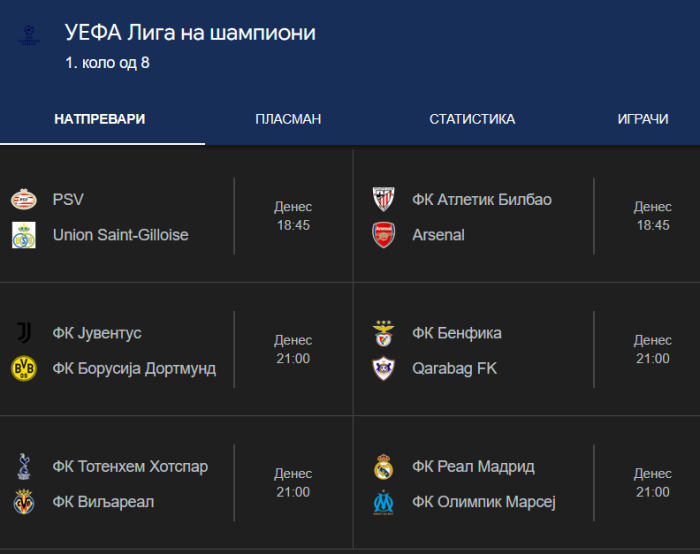 УЕФА Лига на шампиони
1. коло од 8
НАТПРЕВАРИ
ПЛАСМАН
СТАТИСТИКА
ИГРАЧИ
PSV
Union Saint-Gilloise
Денес
18:45
ФК Атлетик Билбао
Arsenal
Денес
18:45
ФК Јувентус
ФК Борусија Дортмунд
Денес
21:00
ФК Бенфика
Qarabag FK
Денес
21:00
ФК Тотенхем Хотспар
ФК Виљареал
Денес
21:00
ФК Реал Мадрид
ФК Олимпик Марсеј
Денес
21:00